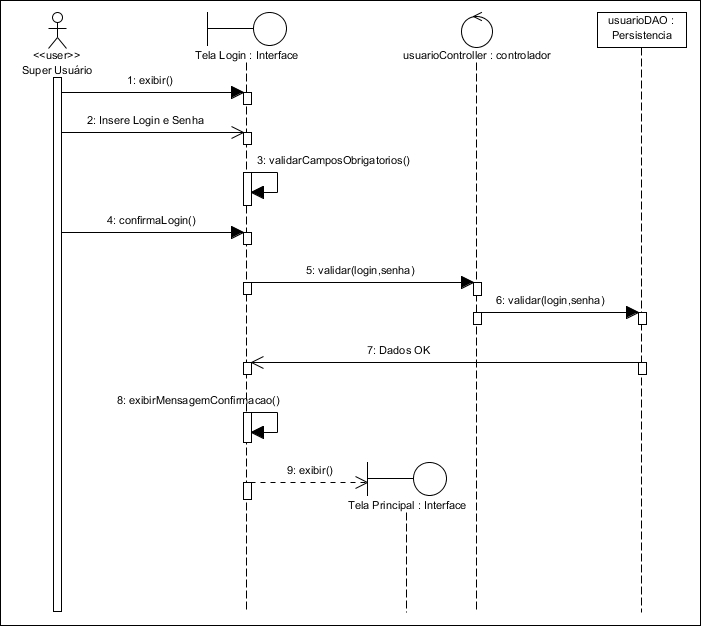 <<user>>
Super Usuário
Tela Login : Interface
usuarioController : controlador
usuarioDAO :
Persistencia
1: exibir()
2: Insere Login e Senha
3: validarCamposObrigatorios()
4: confirmaLogin()
5: validar(login,senha)
6: validar(login,senha)
7: Dados OK
8: exibirMensagemConfirmacao()
9: exibir()
Tela Principal : Interface